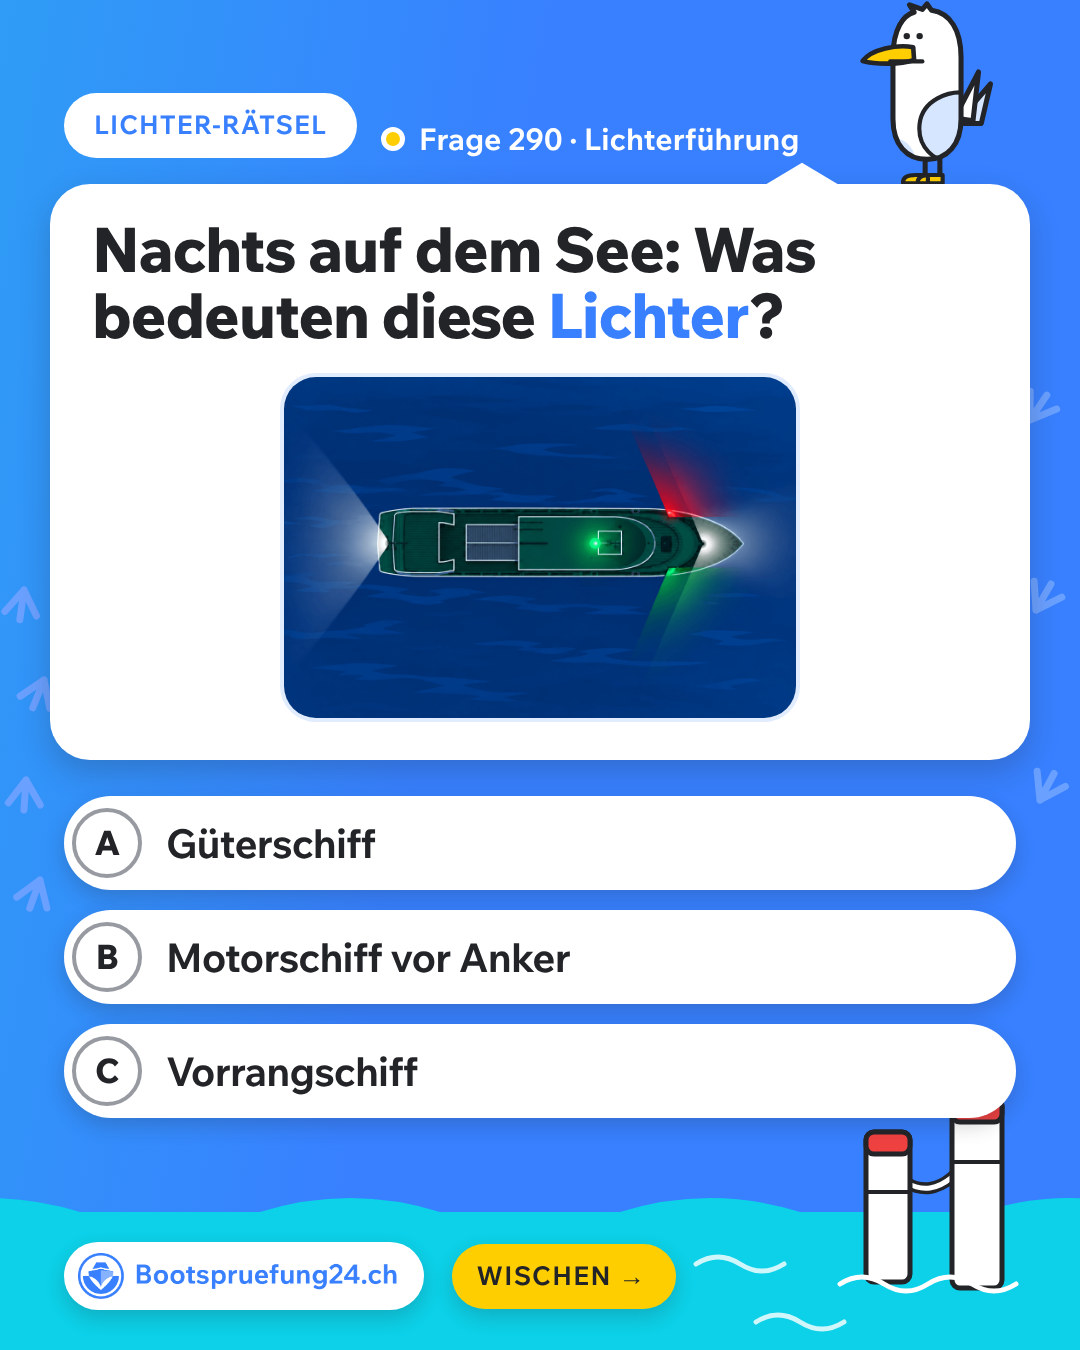 LICHTER-RÄTSEL
Frage 290 · Lichterführung
Nachts auf dem See: Was
bedeuten diese Lichter?
A Güterschiff
B Motorschiff vor Anker
C Vorrangschiff
Bootspruefung24.ch
WISCHEN →